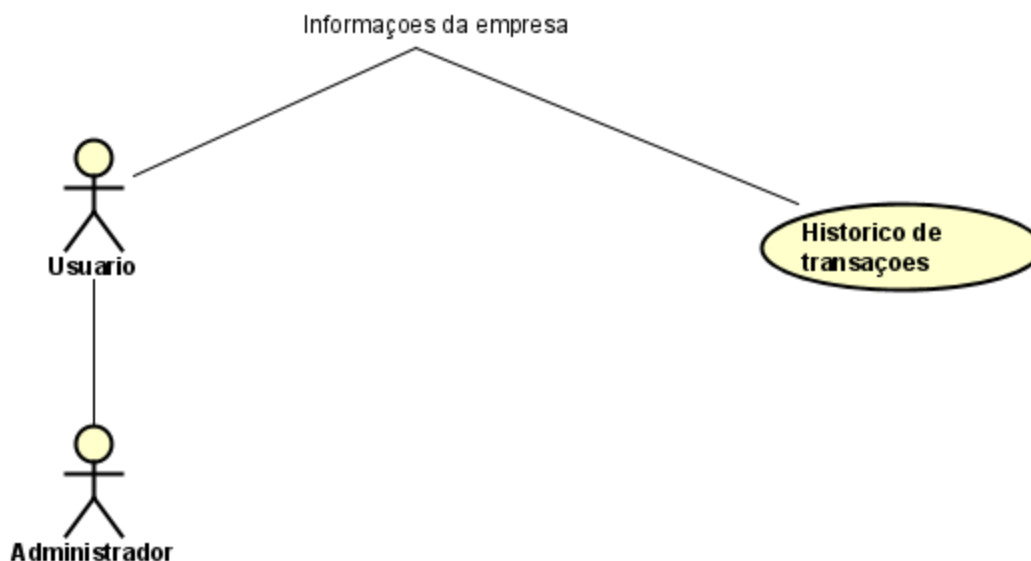 Informaçoes da empresa
Usuario
Historico de
transaçoes
Administrador